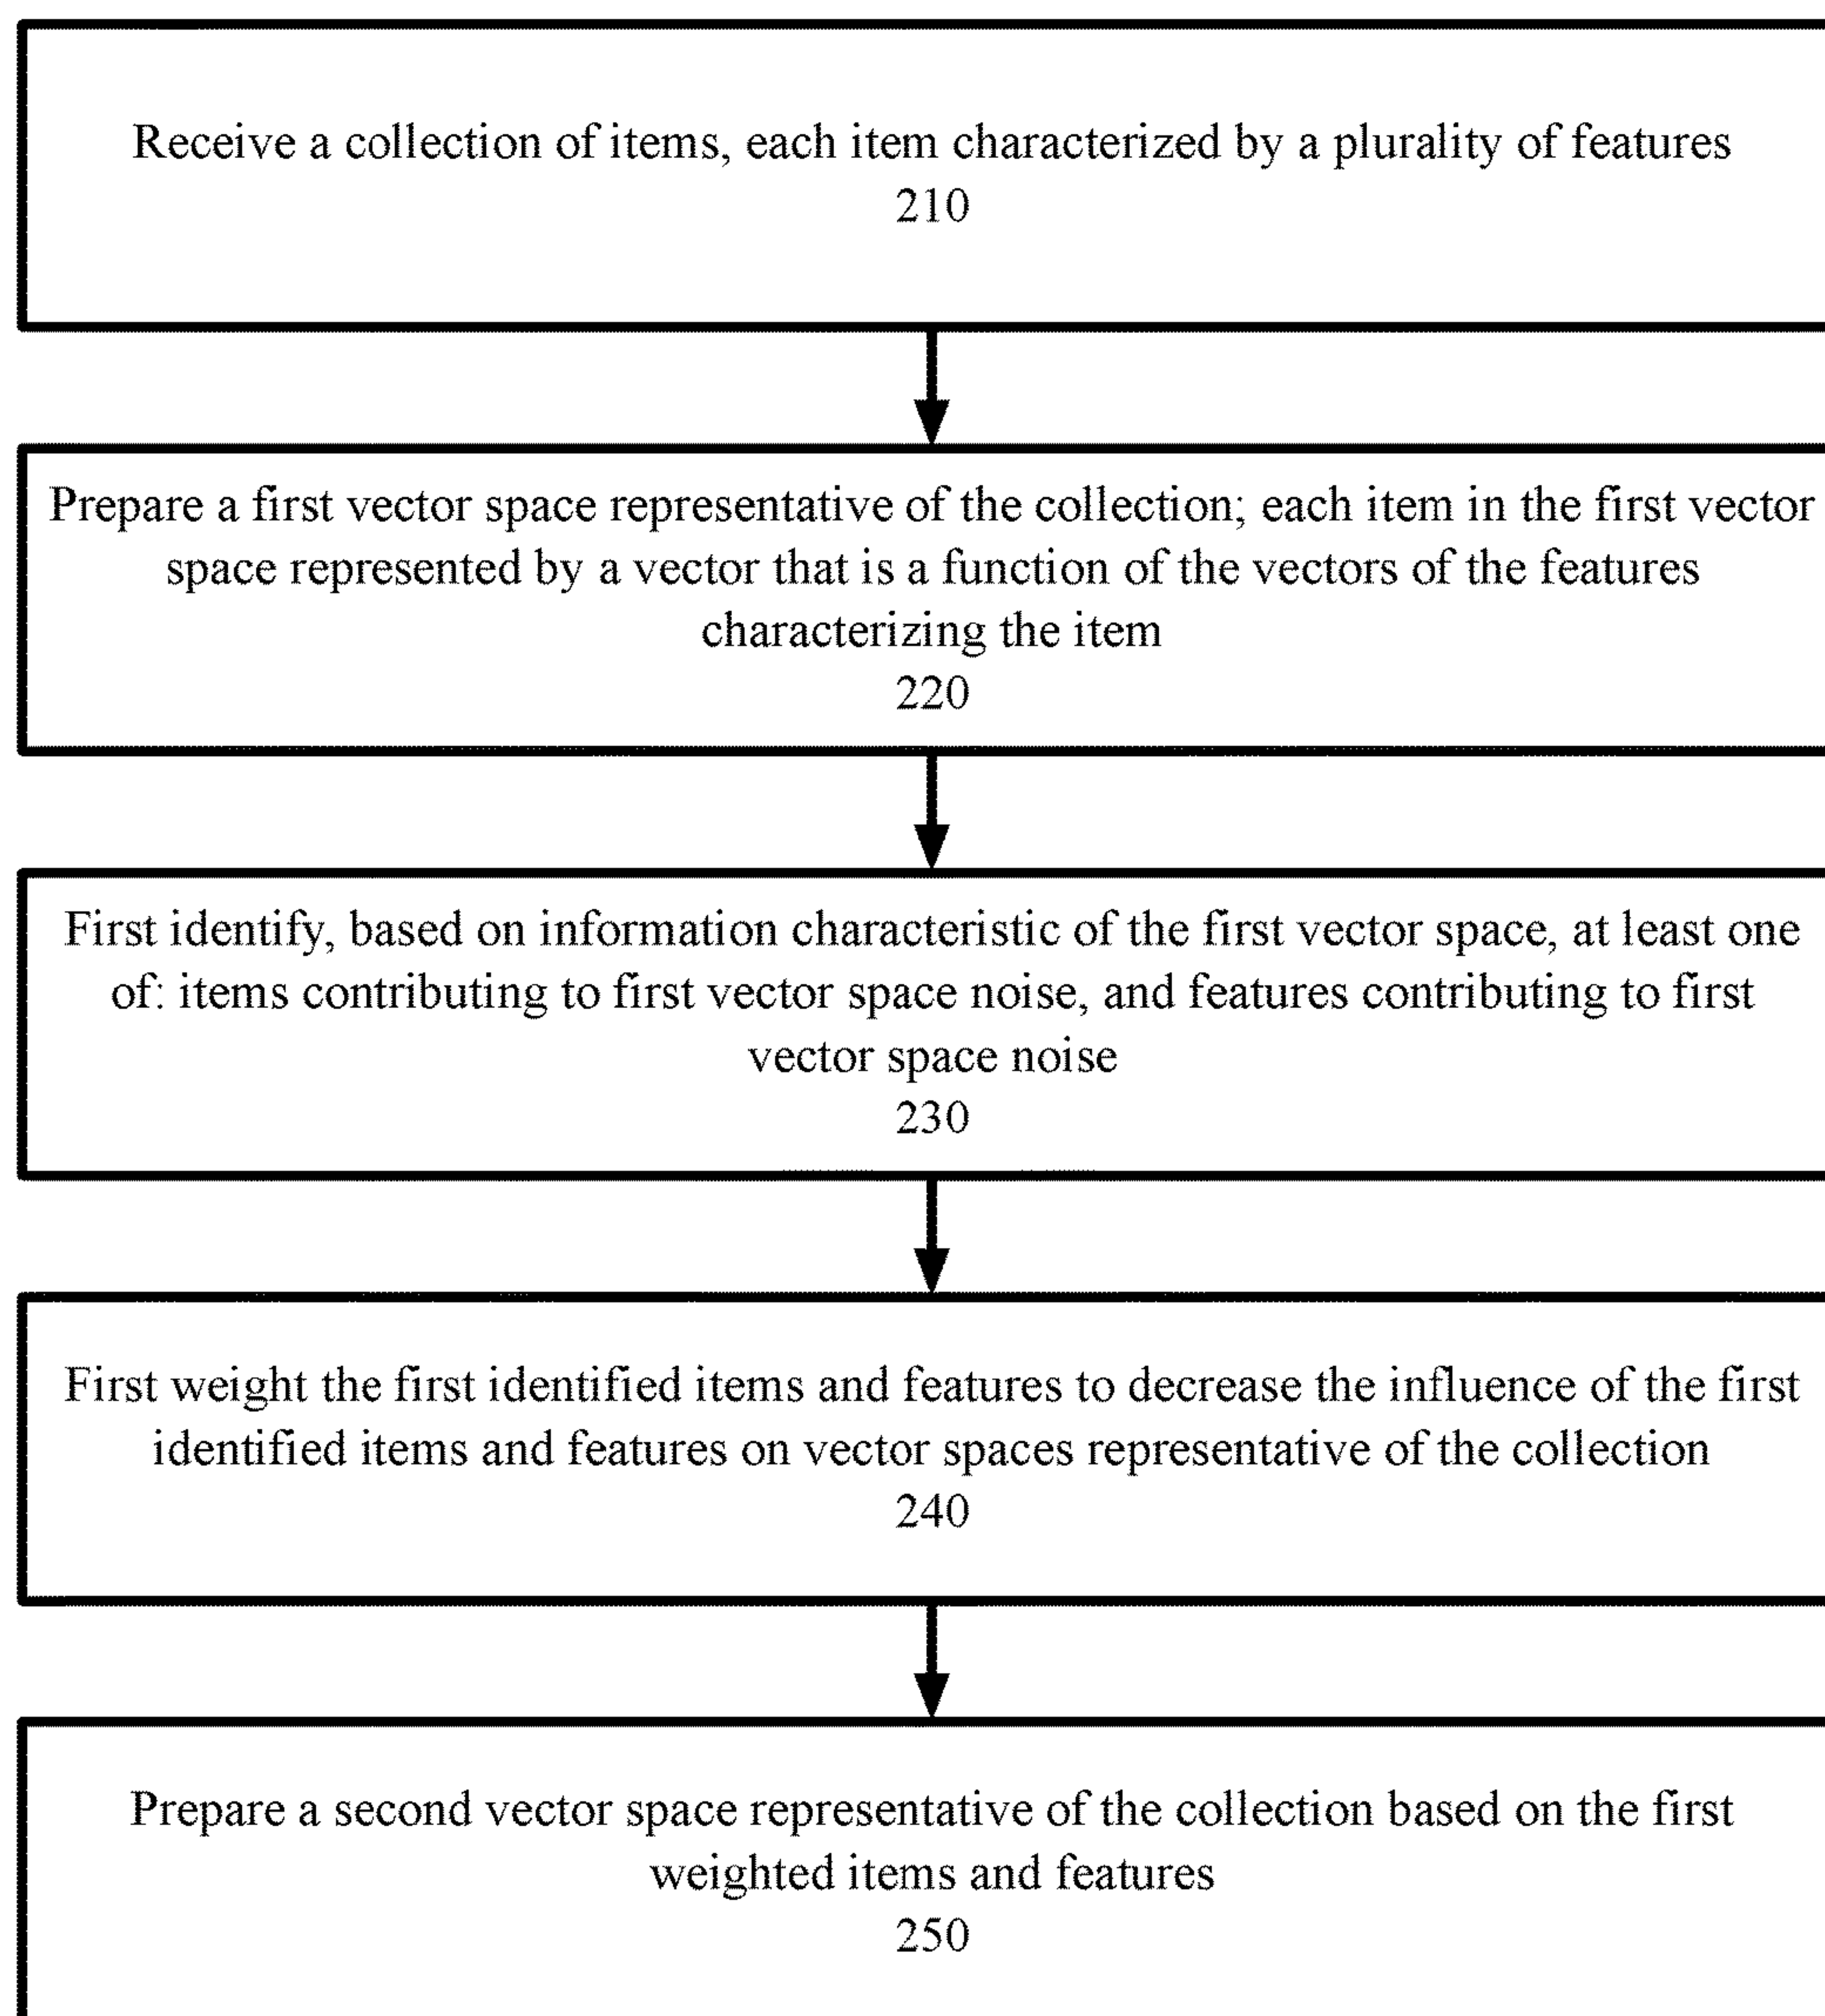 Receive a collection of items, each item characterized by a plurality of features
210
Prepare a first vector space representative of the collection; each item in the first vector
space represented by a vector that is a function of the vectors of the features
characterizing the item
220
First identify, based on information characteristic of the first vector space, at least one
of: items contributing to first vector space noise, and features contributing to first
vector space noise
230
First weight the first identified items and features to decrease the influence of the first
identified items and features on vector spaces representative of the collection
240
Prepare a second vector space representative of the collection based on the first
weighted items and features
250